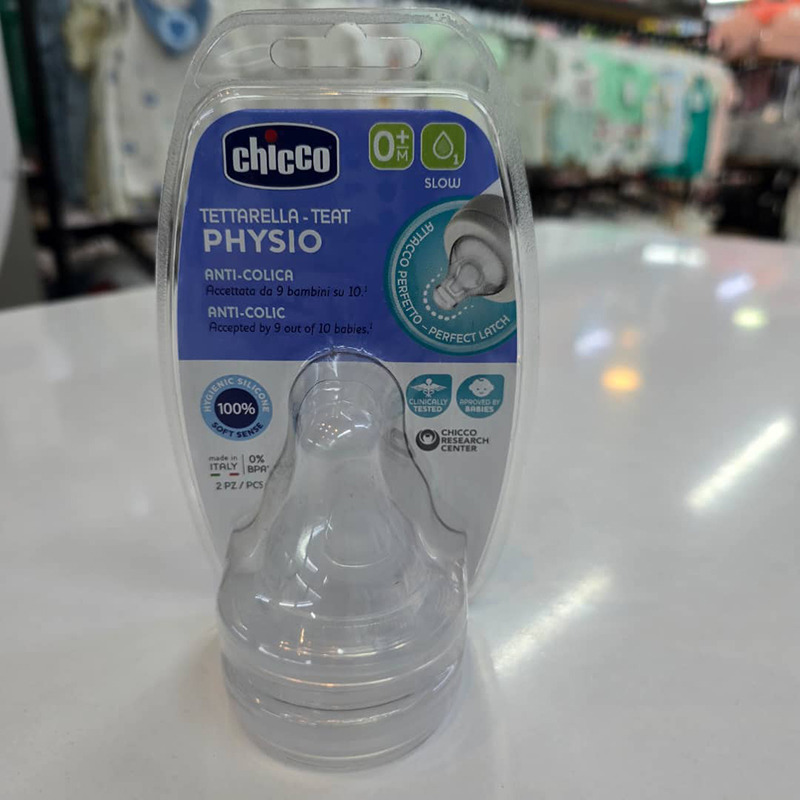 chicco
0+
M
1
SLOW
TETTARELLA - TEAT
PHYSIO
ANTI-COLICA
Accettata da 9 bambini su 10.¹
ANTI-COLIC
Accepted by 9 out of 10 babies.¹
ATTACCO PERFETTO - PERFECT LATCH
HYGIENIC SILICONE
100%
SOFT SENSE
CLINICALLY
TESTED
APPROVED BY
BABIES
CHICCO
RESEARCH
CENTER
made in
ITALY
0%
BPA
2 PZ / PCS